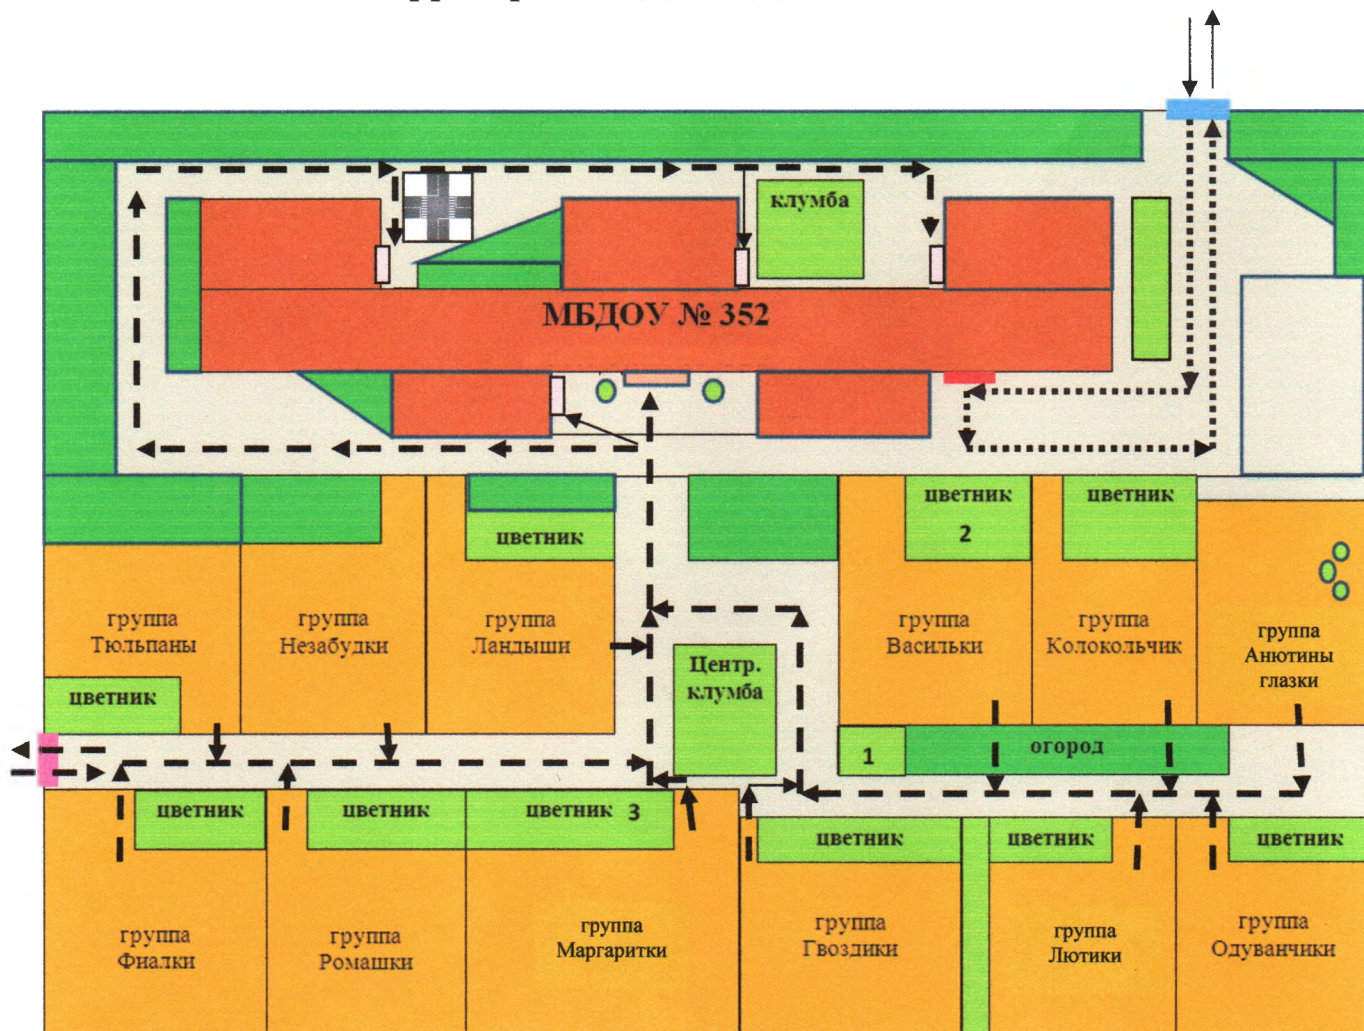 клумба
МБДОУ № 352
цветник
2
цветник
цветник
группа
Тюльпаны
группа
Незабудки
группа
Ландыши
группа
Васильки
группа
Колокольчик
группа
Анютины
глазки
Центр.
клумба
цветник
1
огород
цветник
цветник
цветник 3
цветник
цветник
цветник
группа
Фиалки
группа
Ромашки
группа
Маргаритки
группа
Гвоздики
группа
Лютики
группа
Одуванчики